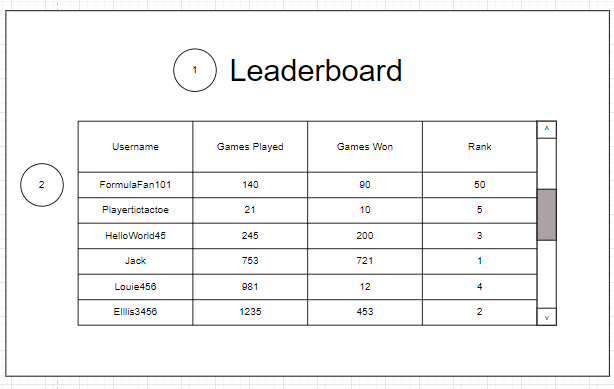 1 Leaderboard
Username Games Played Games Won Rank ^
2 FormulaFan101 140 90 50
Playertictactoe 21 10 5
HelloWorld45 245 200 3
Jack 753 721 1
Louie456 981 12 4
Elllis3456 1235 453 2 v